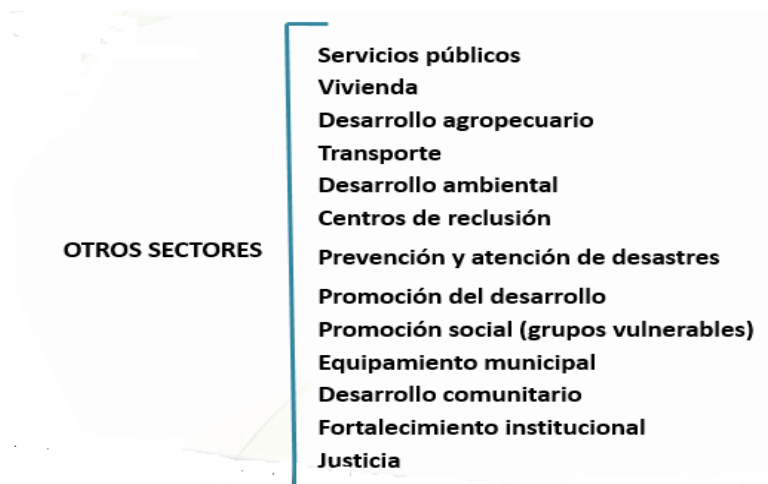 Servicios públicos
Vivienda
Desarrollo agropecuario
Transporte
Desarrollo ambiental
Centros de reclusión
OTROS SECTORES
Prevención y atención de desastres
Promoción del desarrollo
Promoción social (grupos vulnerables)
Equipamiento municipal
Desarrollo comunitario
Fortalecimiento institucional
Justicia